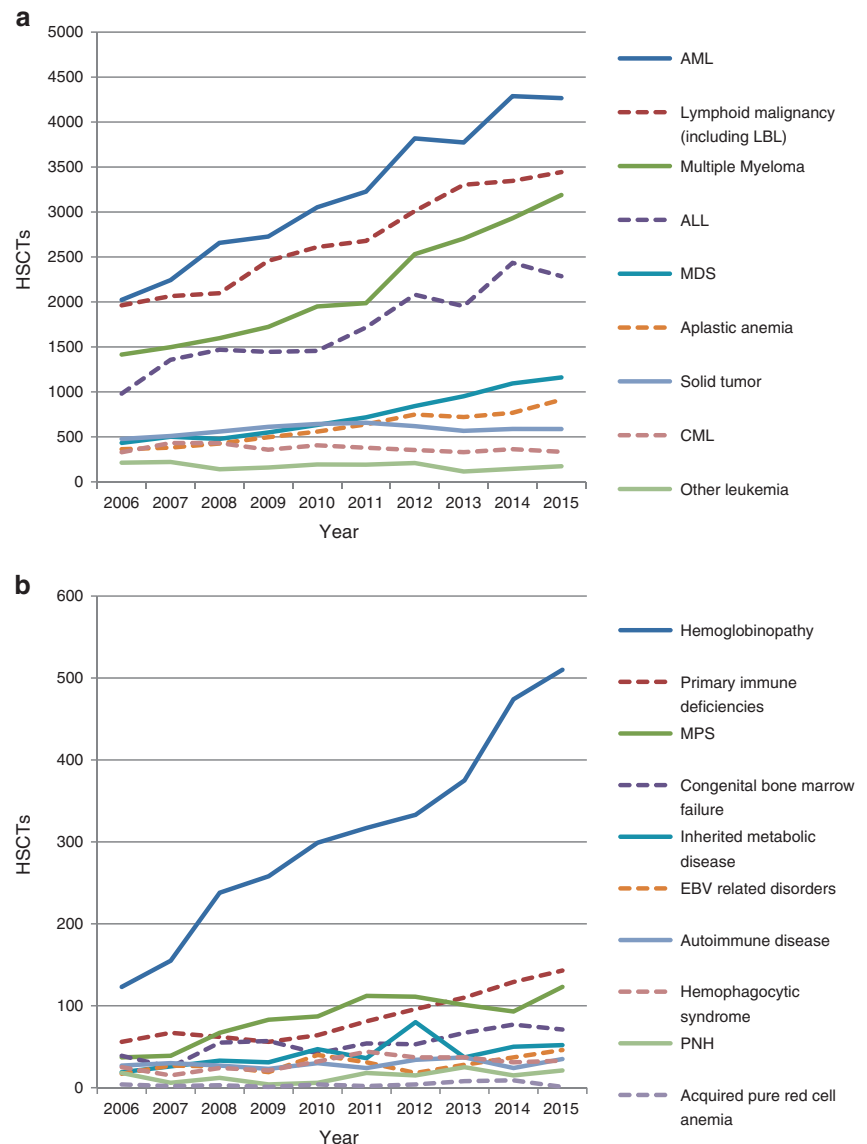 a
5000
4500
4000
3500
3000
2500
2000
1500
1000
500
0
HSCTs
2006 2007 2008 2009 2010 2011 2012 2013 2014 2015
Year
AML
Lymphoid malignancy
(including LBL)
Multiple Myeloma
ALL
MDS
Aplastic anemia
Solid tumor
CML
Other leukemia
b
600
500
400
300
200
100
0
HSCTs
2006 2007 2008 2009 2010 2011 2012 2013 2014 2015
Year
Hemoglobinopathy
Primary immune
deficiencies
MPS
Congenital bone marrow
failure
Inherited metabolic
disease
EBV related disorders
Autoimmune disease
Hemophagocytic
syndrome
PNH
Acquired pure red cell
anemia